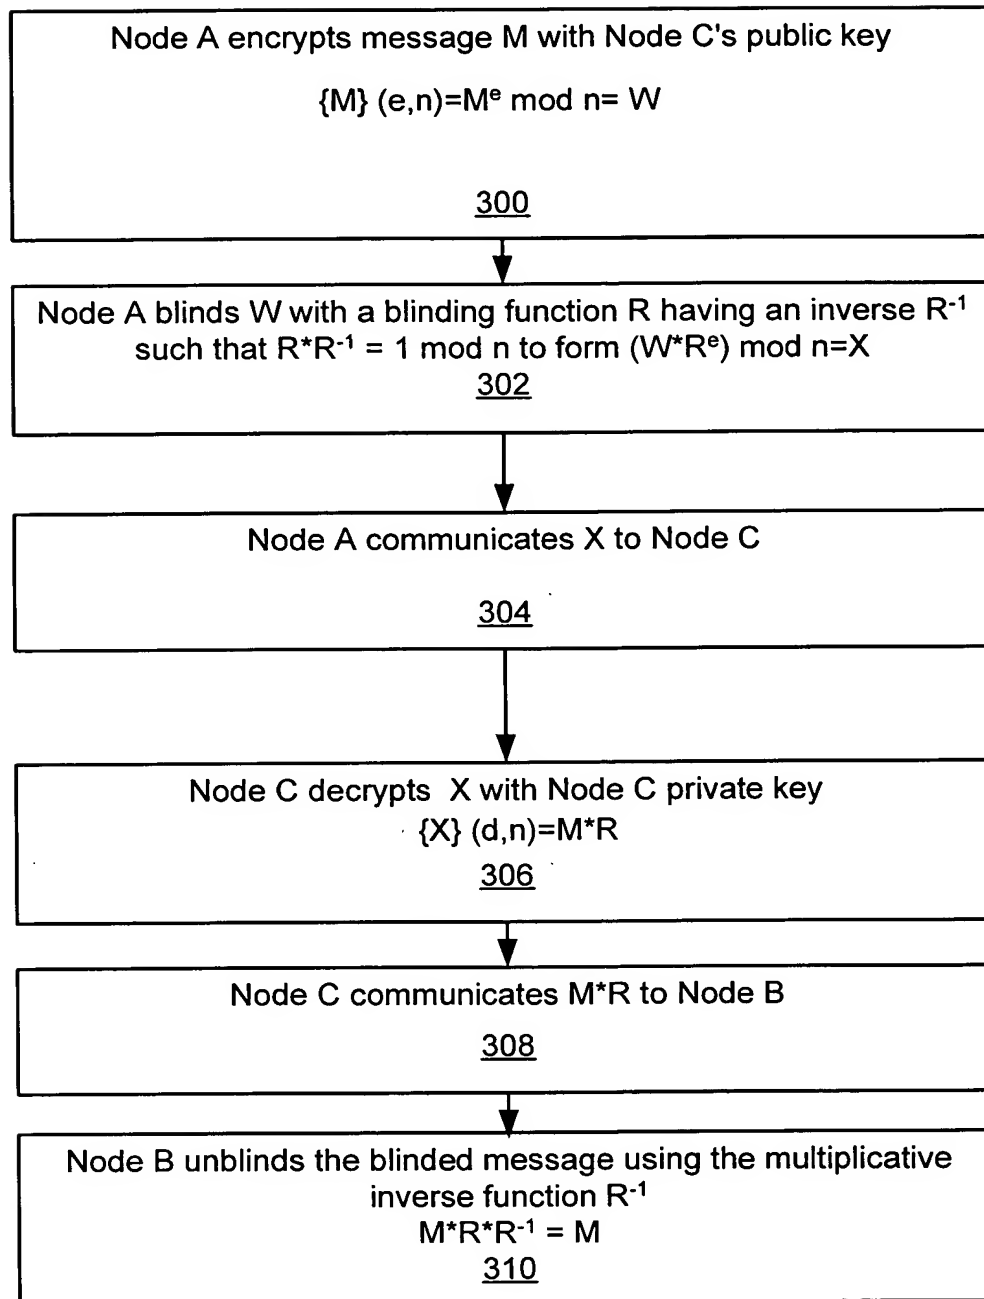 Node A encrypts message M with Node C's public key
{M} (e,n)=Mᵉ mod n= W
300
Node A blinds W with a blinding function R having an inverse R⁻¹
such that R*R⁻¹ = 1 mod n to form (W*Rᵉ) mod n=X
302
Node A communicates X to Node C
304
Node C decrypts X with Node C private key
{X} (d,n)=M*R
306
Node C communicates M*R to Node B
308
Node B unblinds the blinded message using the multiplicative
inverse function R⁻¹
M*R*R⁻¹ = M
310